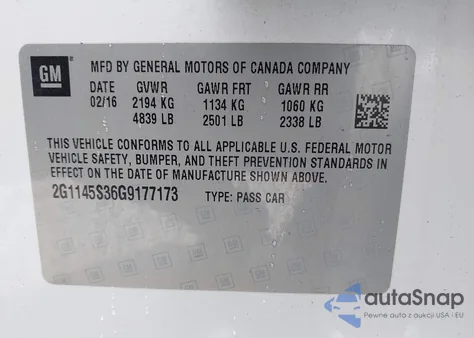 GM
MFD BY GENERAL MOTORS OF CANADA COMPANY
GVWR GAWR FRT GAWR RR
02/16 2194 KG 1134 KG 1060 KG
4839 LB 2501 LB 2338 LB
THIS VEHICLE CONFORMS TO ALL APPLICABLE U.S. FEDERAL MOTOR
VEHICLE SAFETY, BUMPER, AND THEFT PREVENTION STANDARDS IN
EFFECT ON THE DATE OF MANUFACTURE SHOWN ABOVE.
2G1145S36G9177173 TYPE: PASS CAR
autoSnap
Pewne auta z aukcji USA i EU